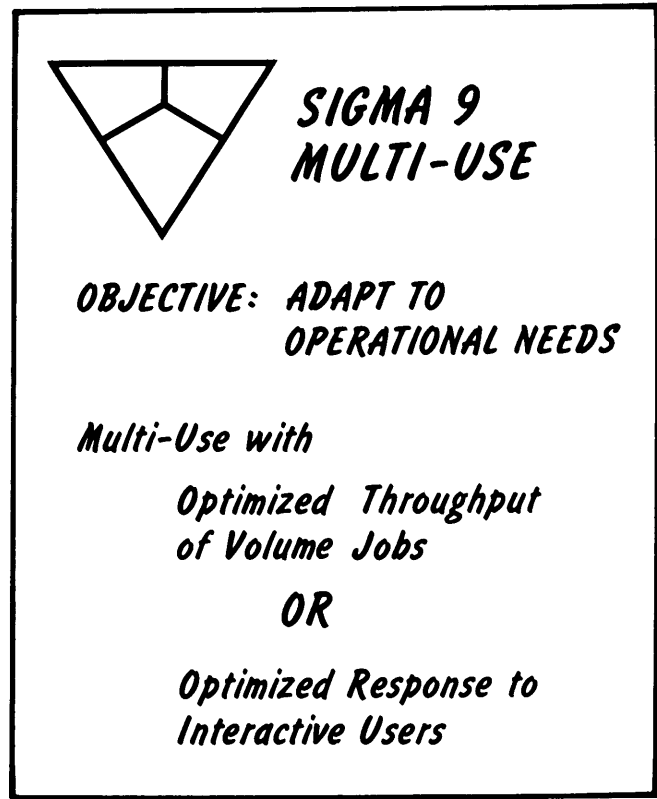 SIGMA 9
MULTI-USE
OBJECTIVE: ADAPT TO
OPERATIONAL NEEDS
Multi-Use with
Optimized Throughput
of Volume Jobs
OR
Optimized Response to
Interactive Users